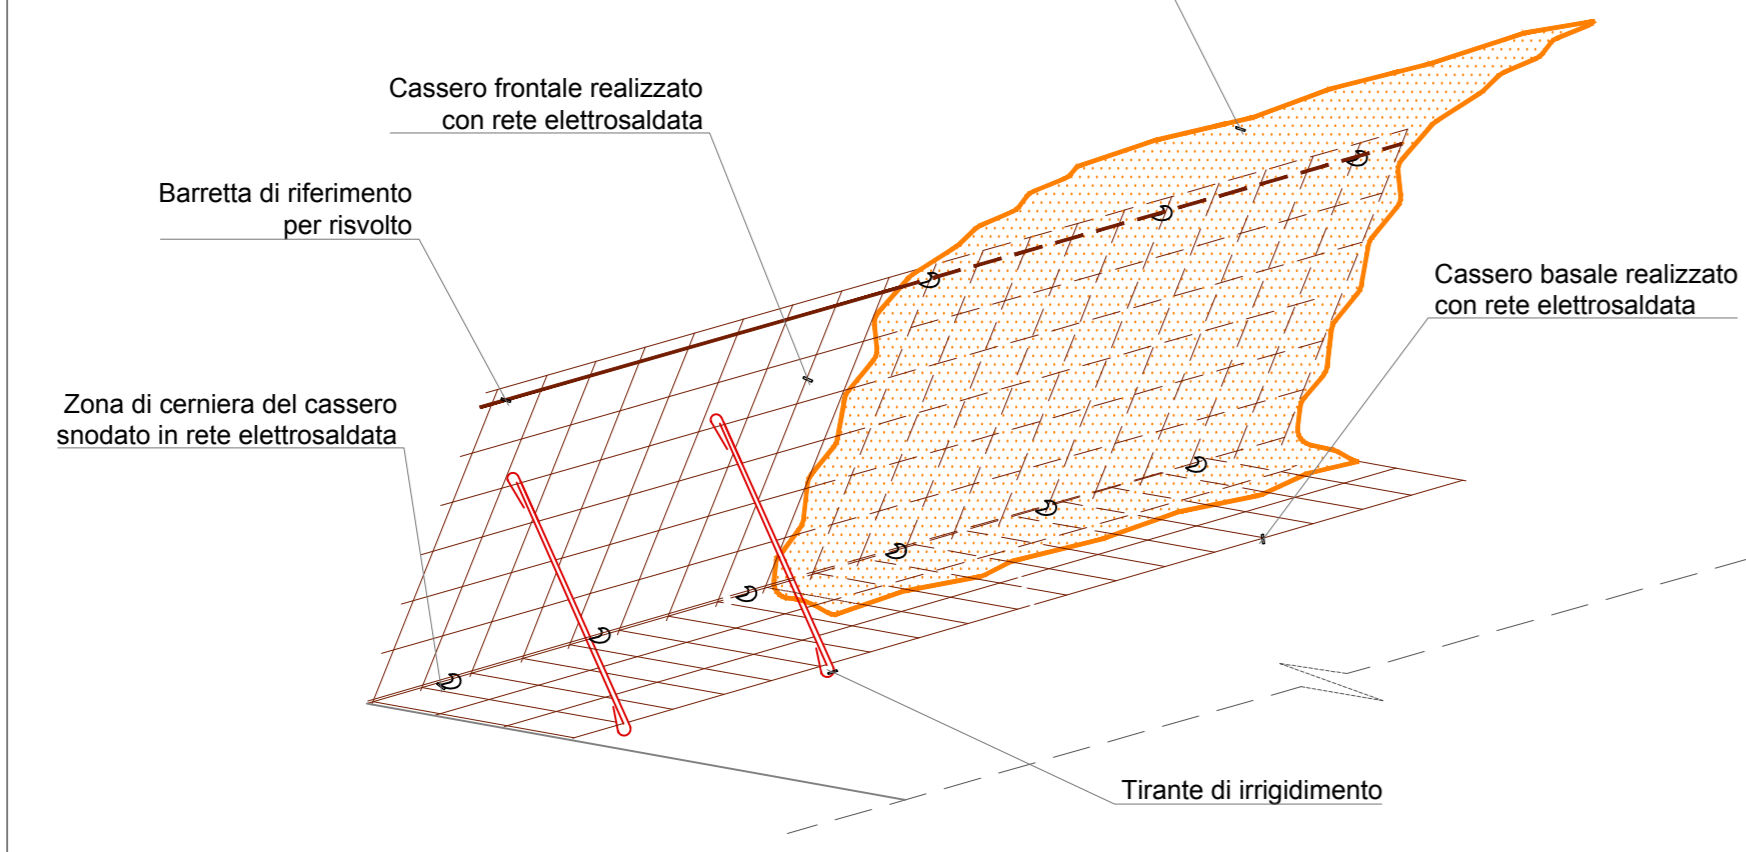 Cassero frontale realizzato
con rete elettrosaldata
Barretta di riferimento
per risvolto
Cassero basale realizzato
con rete elettrosaldata
Zona di cerniera del cassero
snodato in rete elettrosaldata
Tirante di irrigidimento